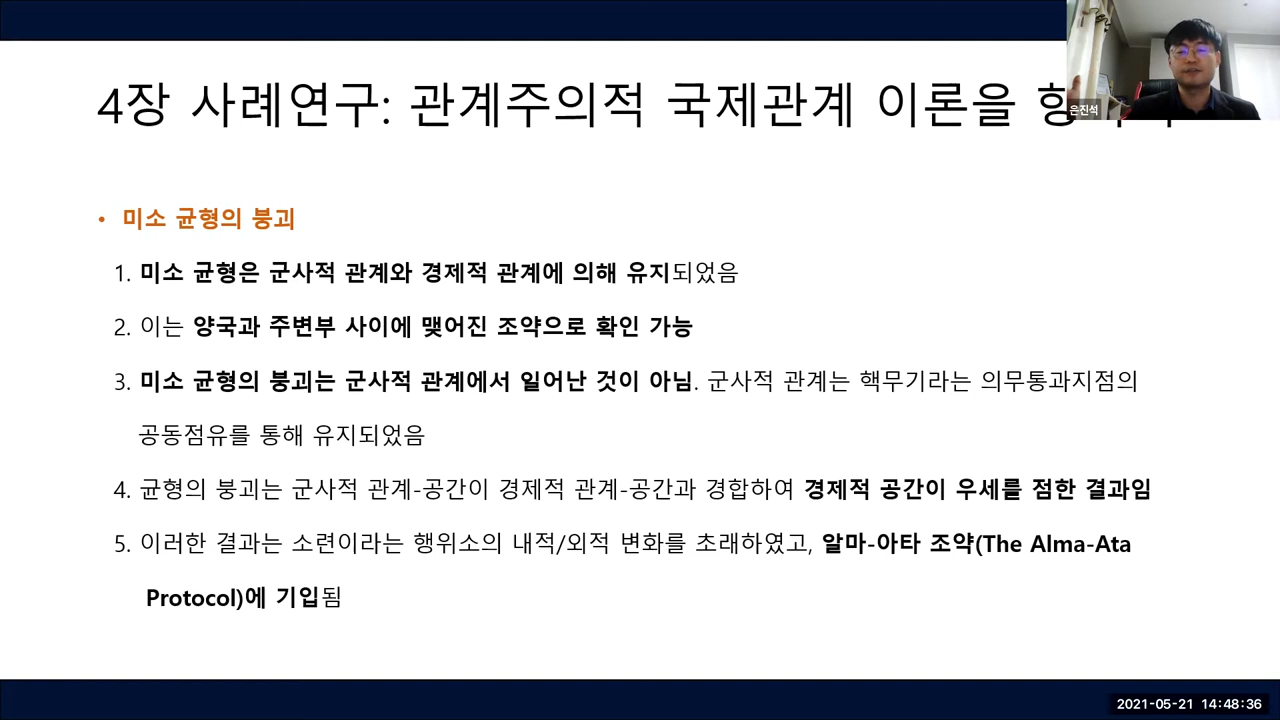 4장 사례연구: 관계주의적 국제관계 이론을
은진석
• 미소 균형의 붕괴
1. 미소 균형은 군사적 관계와 경제적 관계에 의해 유지되었음
2. 이는 양국과 주변부 사이에 맺어진 조약으로 확인 가능
3. 미소 균형의 붕괴는 군사적 관계에서 일어난 것이 아님. 군사적 관계는 핵무기라는 의무통과지점의
공동점유를 통해 유지되었음
4. 균형의 붕괴는 군사적 관계-공간이 경제적 관계-공간과 경합하여 경제적 공간이 우세를 점한 결과임
5. 이러한 결과는 소련이라는 행위소의 내적/외적 변화를 초래하였고, 알마-아타 조약(The Alma-Ata
Protocol)에 기입됨
2021-05-21 14:48:36